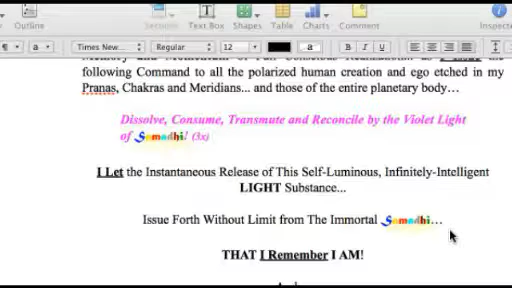 Outline Sections Text Box Shapes Table Charts Comment Inspecto
¶ a Times New... Regular 12 a B I U
following Command to all the polarized human creation and ego etched in my
Pranas, Chakras and Meridians... and those of the entire planetary body…
Dissolve, Consume, Transmute and Reconcile by the Violet Light
of Samadhi! (3x)
I Let the Instantaneous Release of This Self-Luminous, Infinitely-Intelligent
LIGHT Substance...
Issue Forth Without Limit from The Immortal Samadhi…
THAT I Remember I AM!